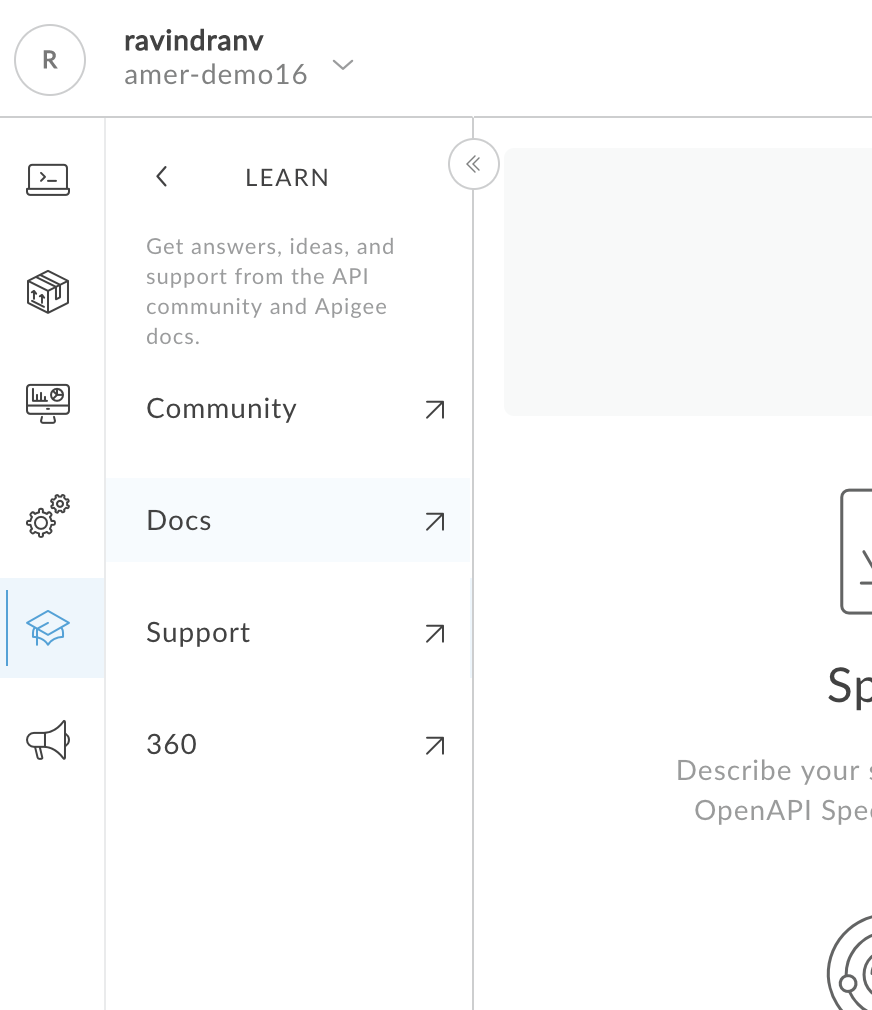 R
ravindranv
amer-demo16
LEARN
Get answers, ideas, and
support from the API
community and Apigee
docs.
Community
Docs
Support
360
Sp
Describe your s
OpenAPI Spe